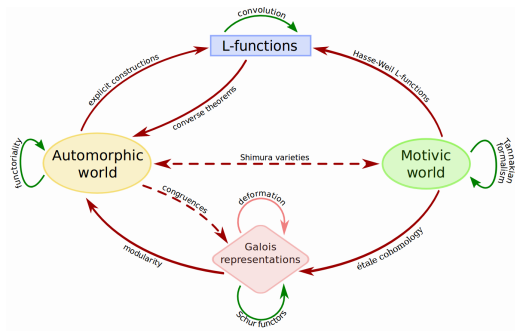 convolution
L-functions
explicit constructions
converse theorems
Hasse-Weil L-functions
functoriality
Automorphic
world
Shimura varieties
Motivic
world
Tannakian
formalism
congruences
deformation
Galois
representations
modularity
étale cohomology
Schur functors